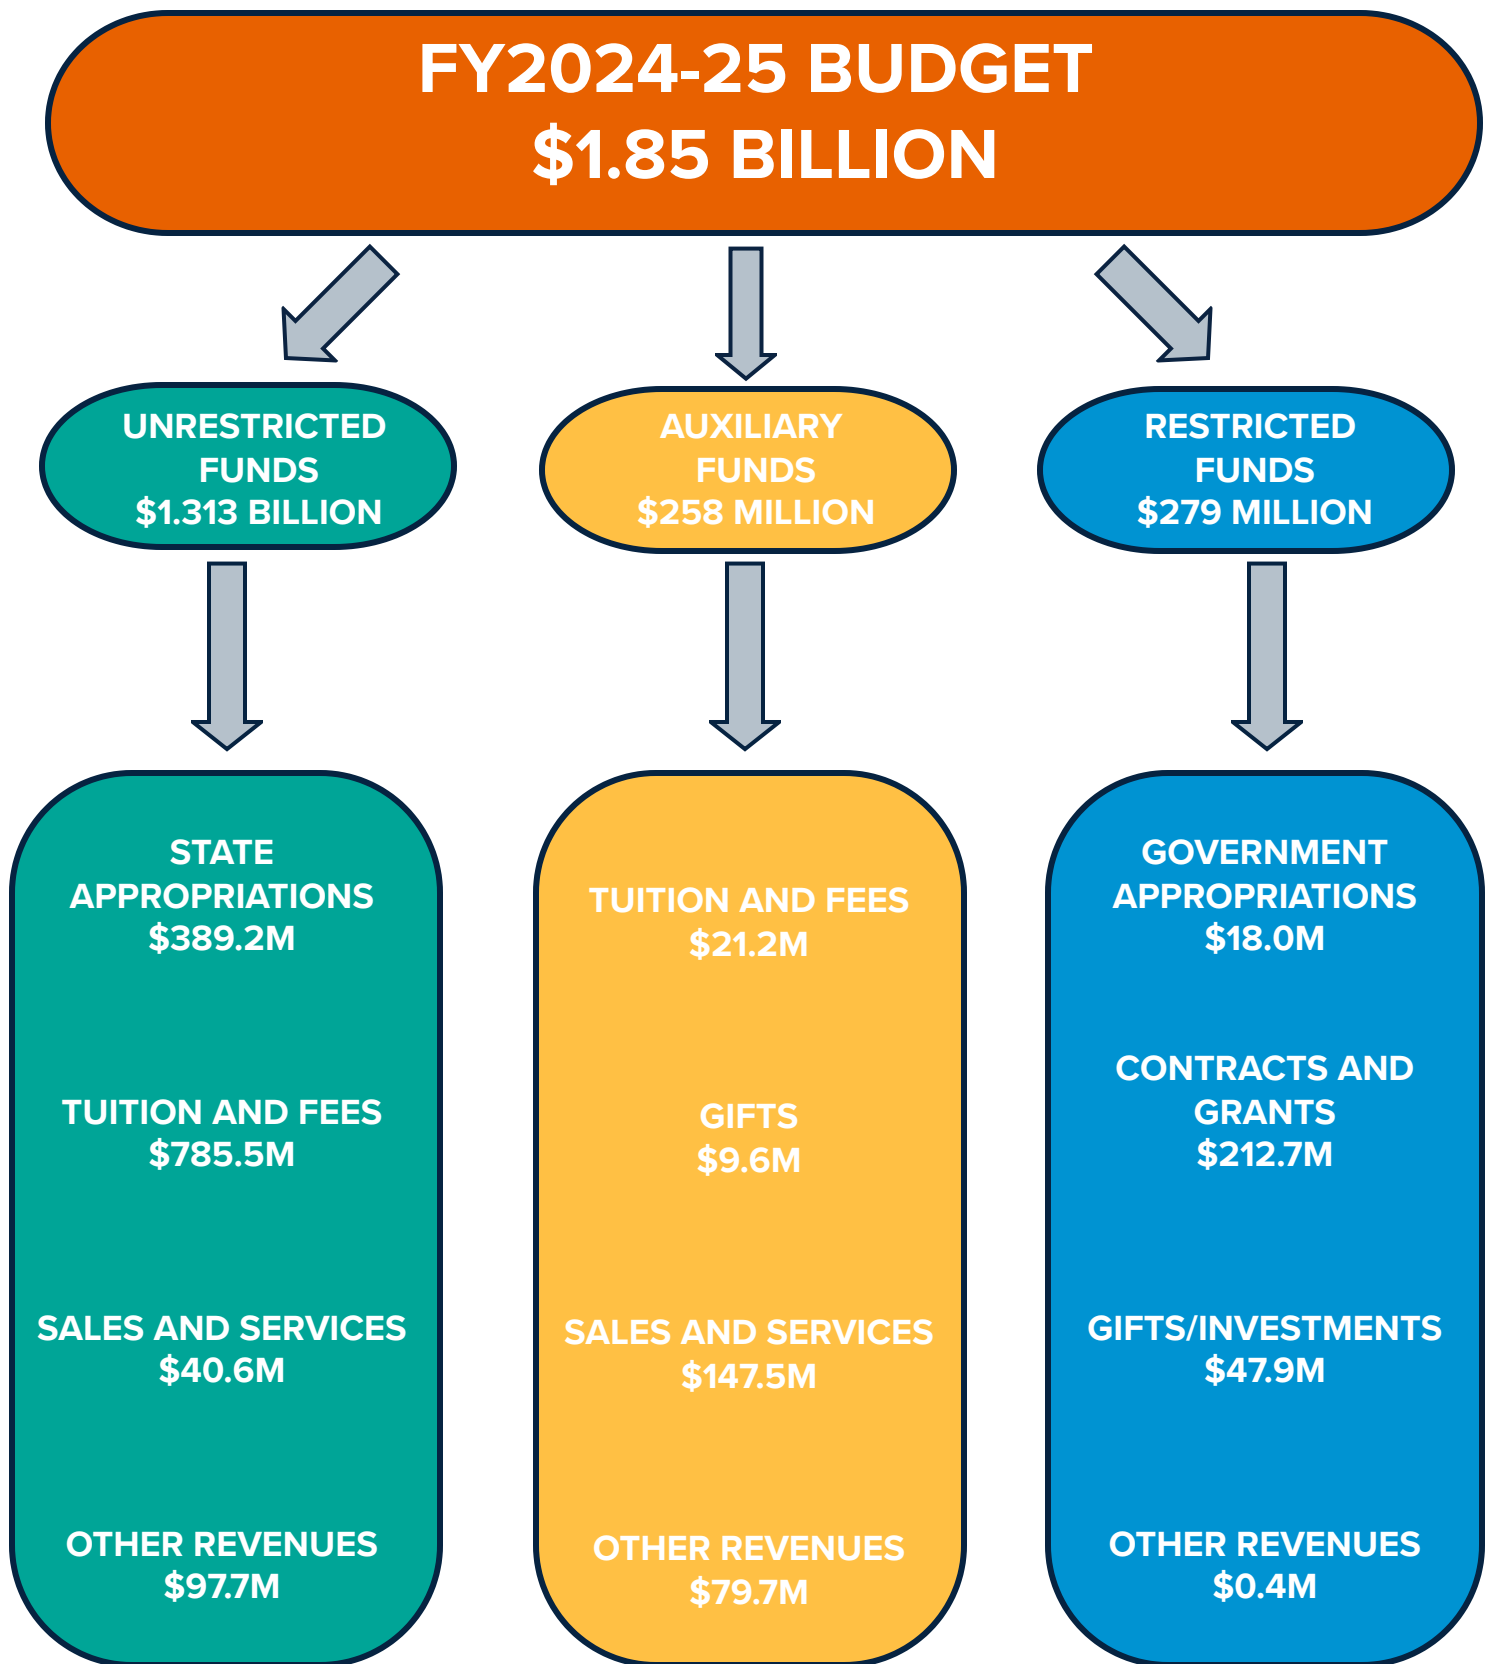 FY2024-25 BUDGET
$1.85 BILLION
UNRESTRICTED
FUNDS
$1.313 BILLION
AUXILIARY
FUNDS
$258 MILLION
RESTRICTED
FUNDS
$279 MILLION
STATE
APPROPRIATIONS
$389.2M
TUITION AND FEES
$785.5M
SALES AND SERVICES
$40.6M
OTHER REVENUES
$97.7M
TUITION AND FEES
$21.2M
GIFTS
$9.6M
SALES AND SERVICES
$147.5M
OTHER REVENUES
$79.7M
GOVERNMENT
APPROPRIATIONS
$18.0M
CONTRACTS AND
GRANTS
$212.7M
GIFTS/INVESTMENTS
$47.9M
OTHER REVENUES
$0.4M